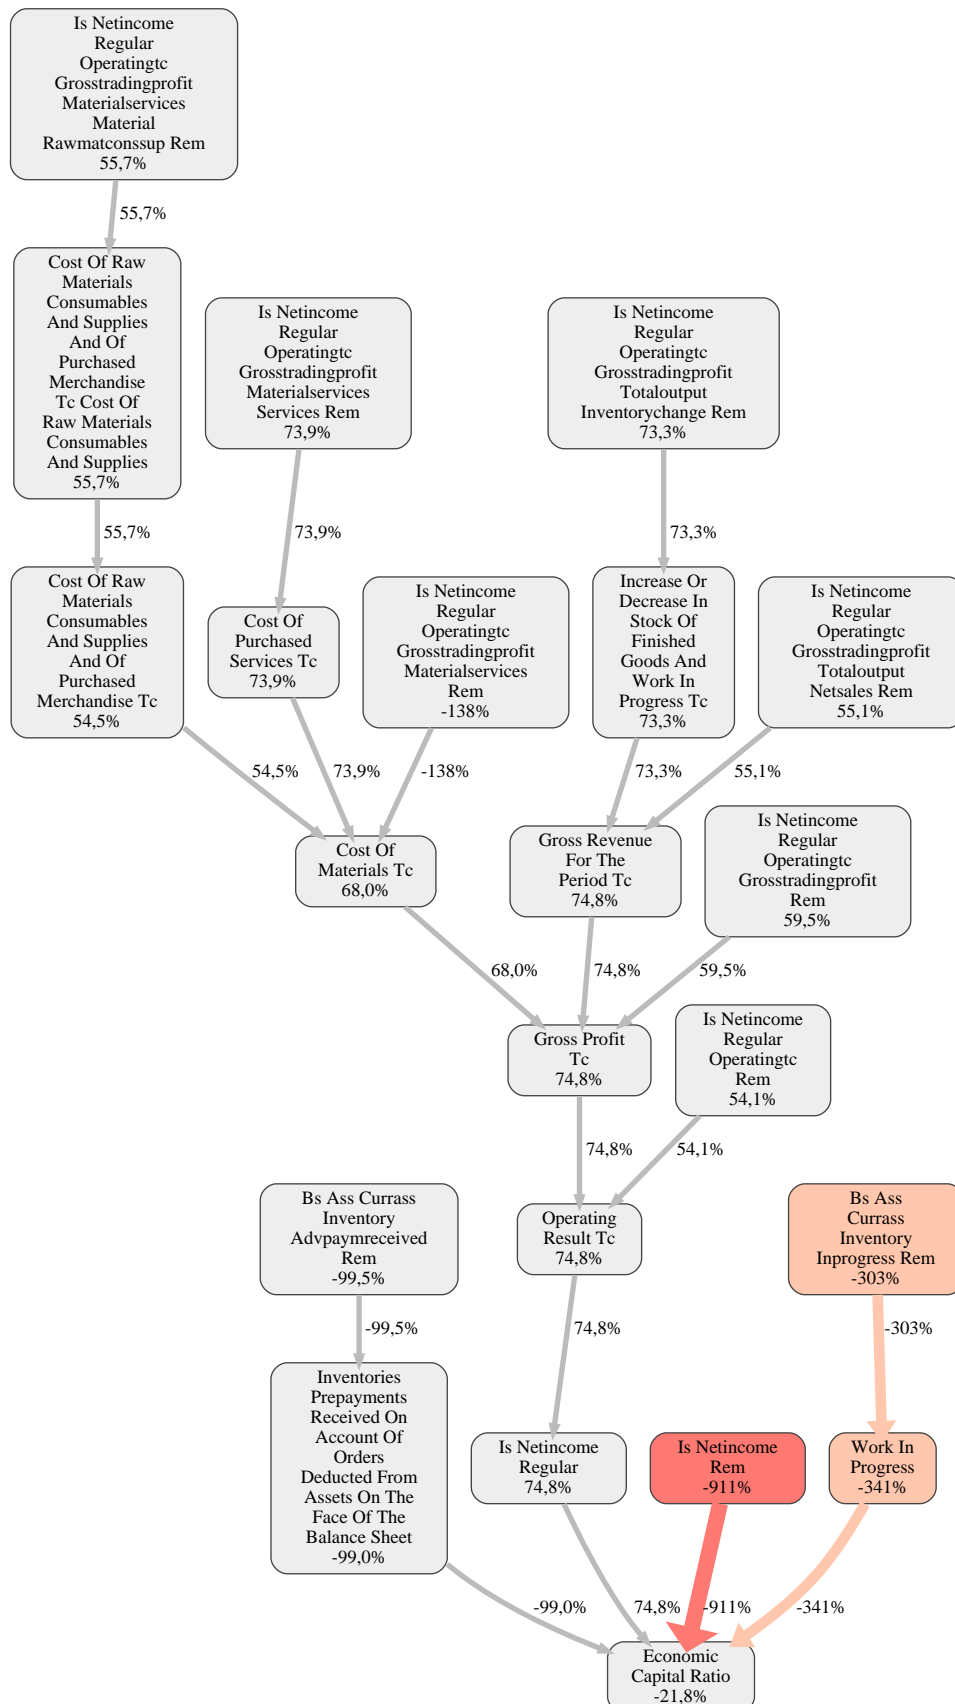 Is Netincome
Regular
Operatingtc
Grosstradingprofit
Materialservices
Material
Rawmatconssup Rem
55,7%
55,7%
Cost Of Raw
Materials
Consumables
And Supplies
And Of
Purchased
Merchandise
Tc Cost Of
Raw Materials
Consumables
And Supplies
55,7%
Is Netincome
Regular
Operatingtc
Grosstradingprofit
Materialservices
Services Rem
73,9%
Is Netincome
Regular
Operatingtc
Grosstradingprofit
Totaloutput
Inventorychange Rem
73,3%
55,7%
73,9%
73,3%
Cost Of Raw
Materials
Consumables
And Supplies
And Of
Purchased
Merchandise Tc
54,5%
Cost Of
Purchased
Services Tc
73,9%
Is Netincome
Regular
Operatingtc
Grosstradingprofit
Materialservices
Rem
-138%
Increase Or
Decrease In
Stock Of
Finished
Goods And
Work In
Progress Tc
73,3%
Is Netincome
Regular
Operatingtc
Grosstradingprofit
Totaloutput
Netsales Rem
55,1%
54,5%
73,9%
-138%
73,3%
55,1%
Cost Of
Materials Tc
68,0%
Gross Revenue
For The
Period Tc
74,8%
Is Netincome
Regular
Operatingtc
Grosstradingprofit
Rem
59,5%
68,0%
74,8%
59,5%
Gross Profit
Tc
74,8%
Is Netincome
Regular
Operatingtc
Rem
54,1%
74,8%
54,1%
Bs Ass Currass
Inventory
Advpaymreceived
Rem
-99,5%
Operating
Result Tc
74,8%
Bs Ass
Currass
Inventory
Inprogress Rem
-303%
-99,5%
74,8%
-303%
Inventories
Prepayments
Received On
Account Of
Orders
Deducted From
Assets On The
Face Of The
Balance Sheet
-99,0%
Is Netincome
Regular
74,8%
Is Netincome
Rem
-911%
Work In
Progress
-341%
-99,0%
74,8%
-911%
-341%
Economic
Capital Ratio
-21,8%